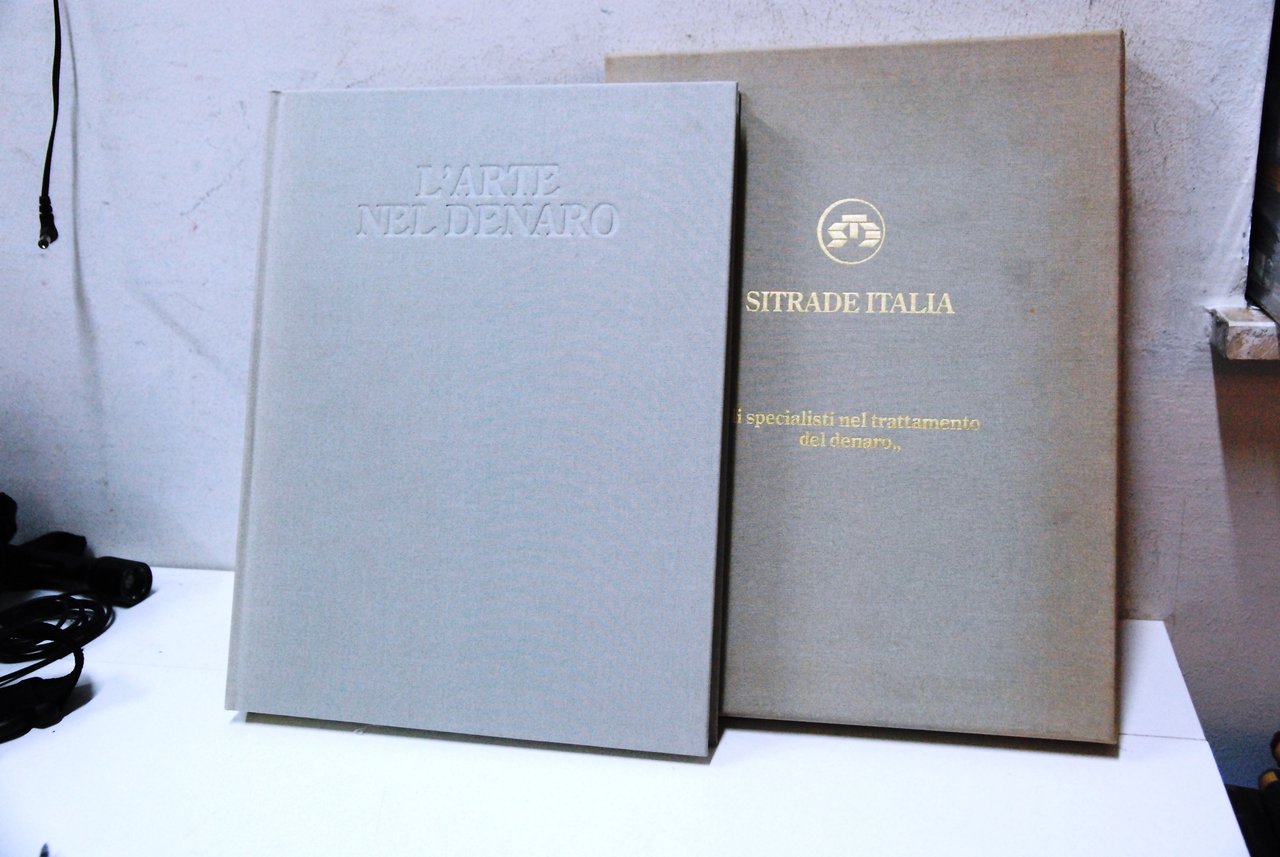 L'ARTE
NEL DENARO
SITRADE ITALIA
i specialisti nel trattamento
del denaro„